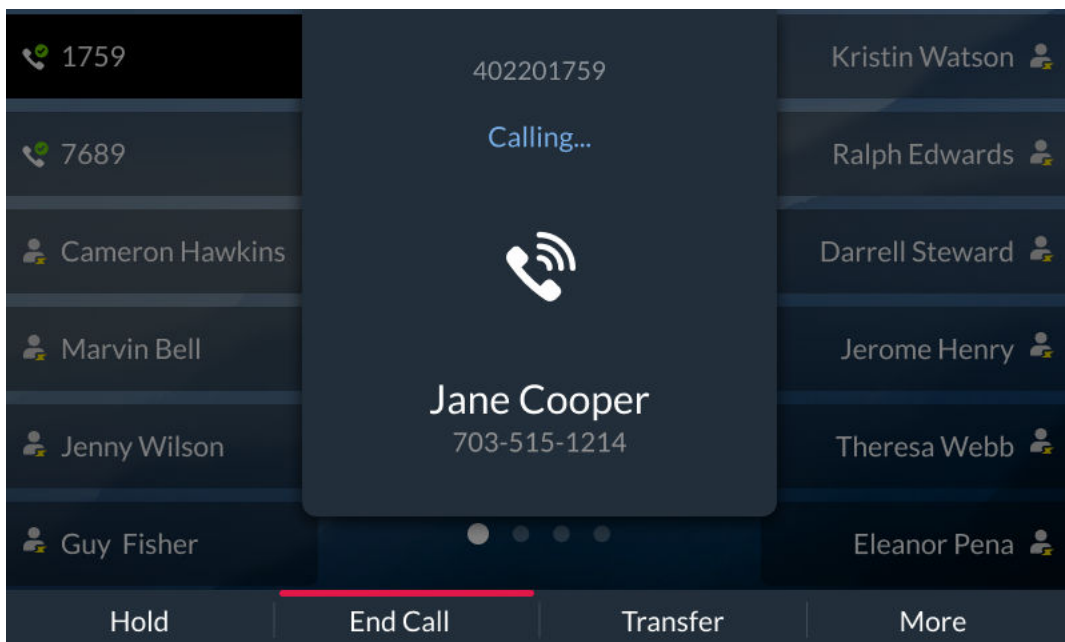 1759
7689
Cameron Hawkins
Marvin Bell
Jenny Wilson
Guy Fisher
402201759
Calling...
Jane Cooper
703-515-1214
Kristin Watson
Ralph Edwards
Darrell Steward
Jerome Henry
Theresa Webb
Eleanor Pena
Hold
End Call
Transfer
More